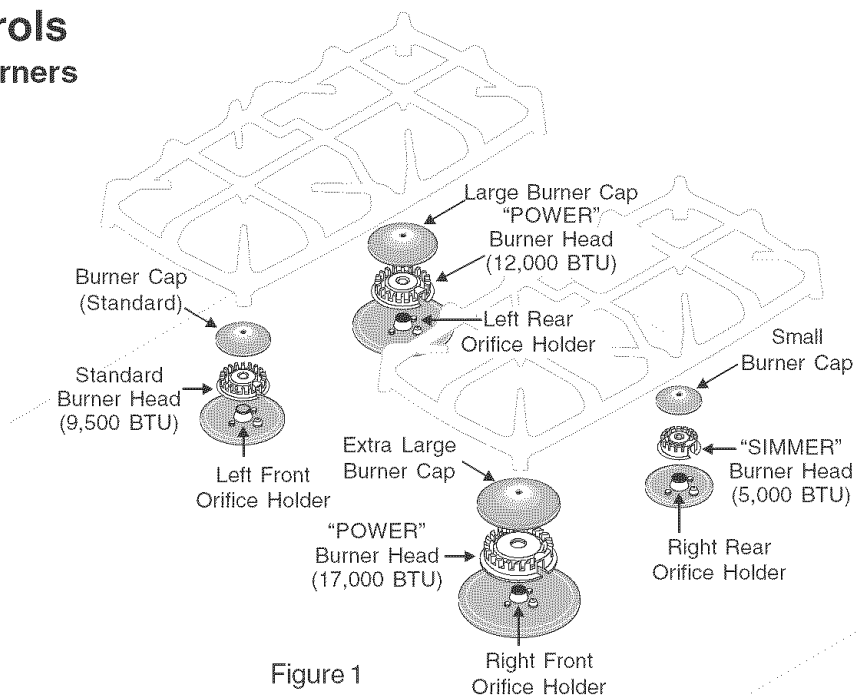 rols
rners
Large Burner Cap
“POWER”
Burner Head
(12,000 BTU)
Burner Cap
(Standard)
Left Rear
Orifice Holder
Small
Burner Cap
Standard
Burner Head
(9,500 BTU)
Extra Large
Burner Cap
“SIMMER”
Burner Head
(5,000 BTU)
Left Front
Orifice Holder
“POWER”
Burner Head
(17,000 BTU)
Right Rear
Orifice Holder
Figure 1
Right Front
Orifice Holder